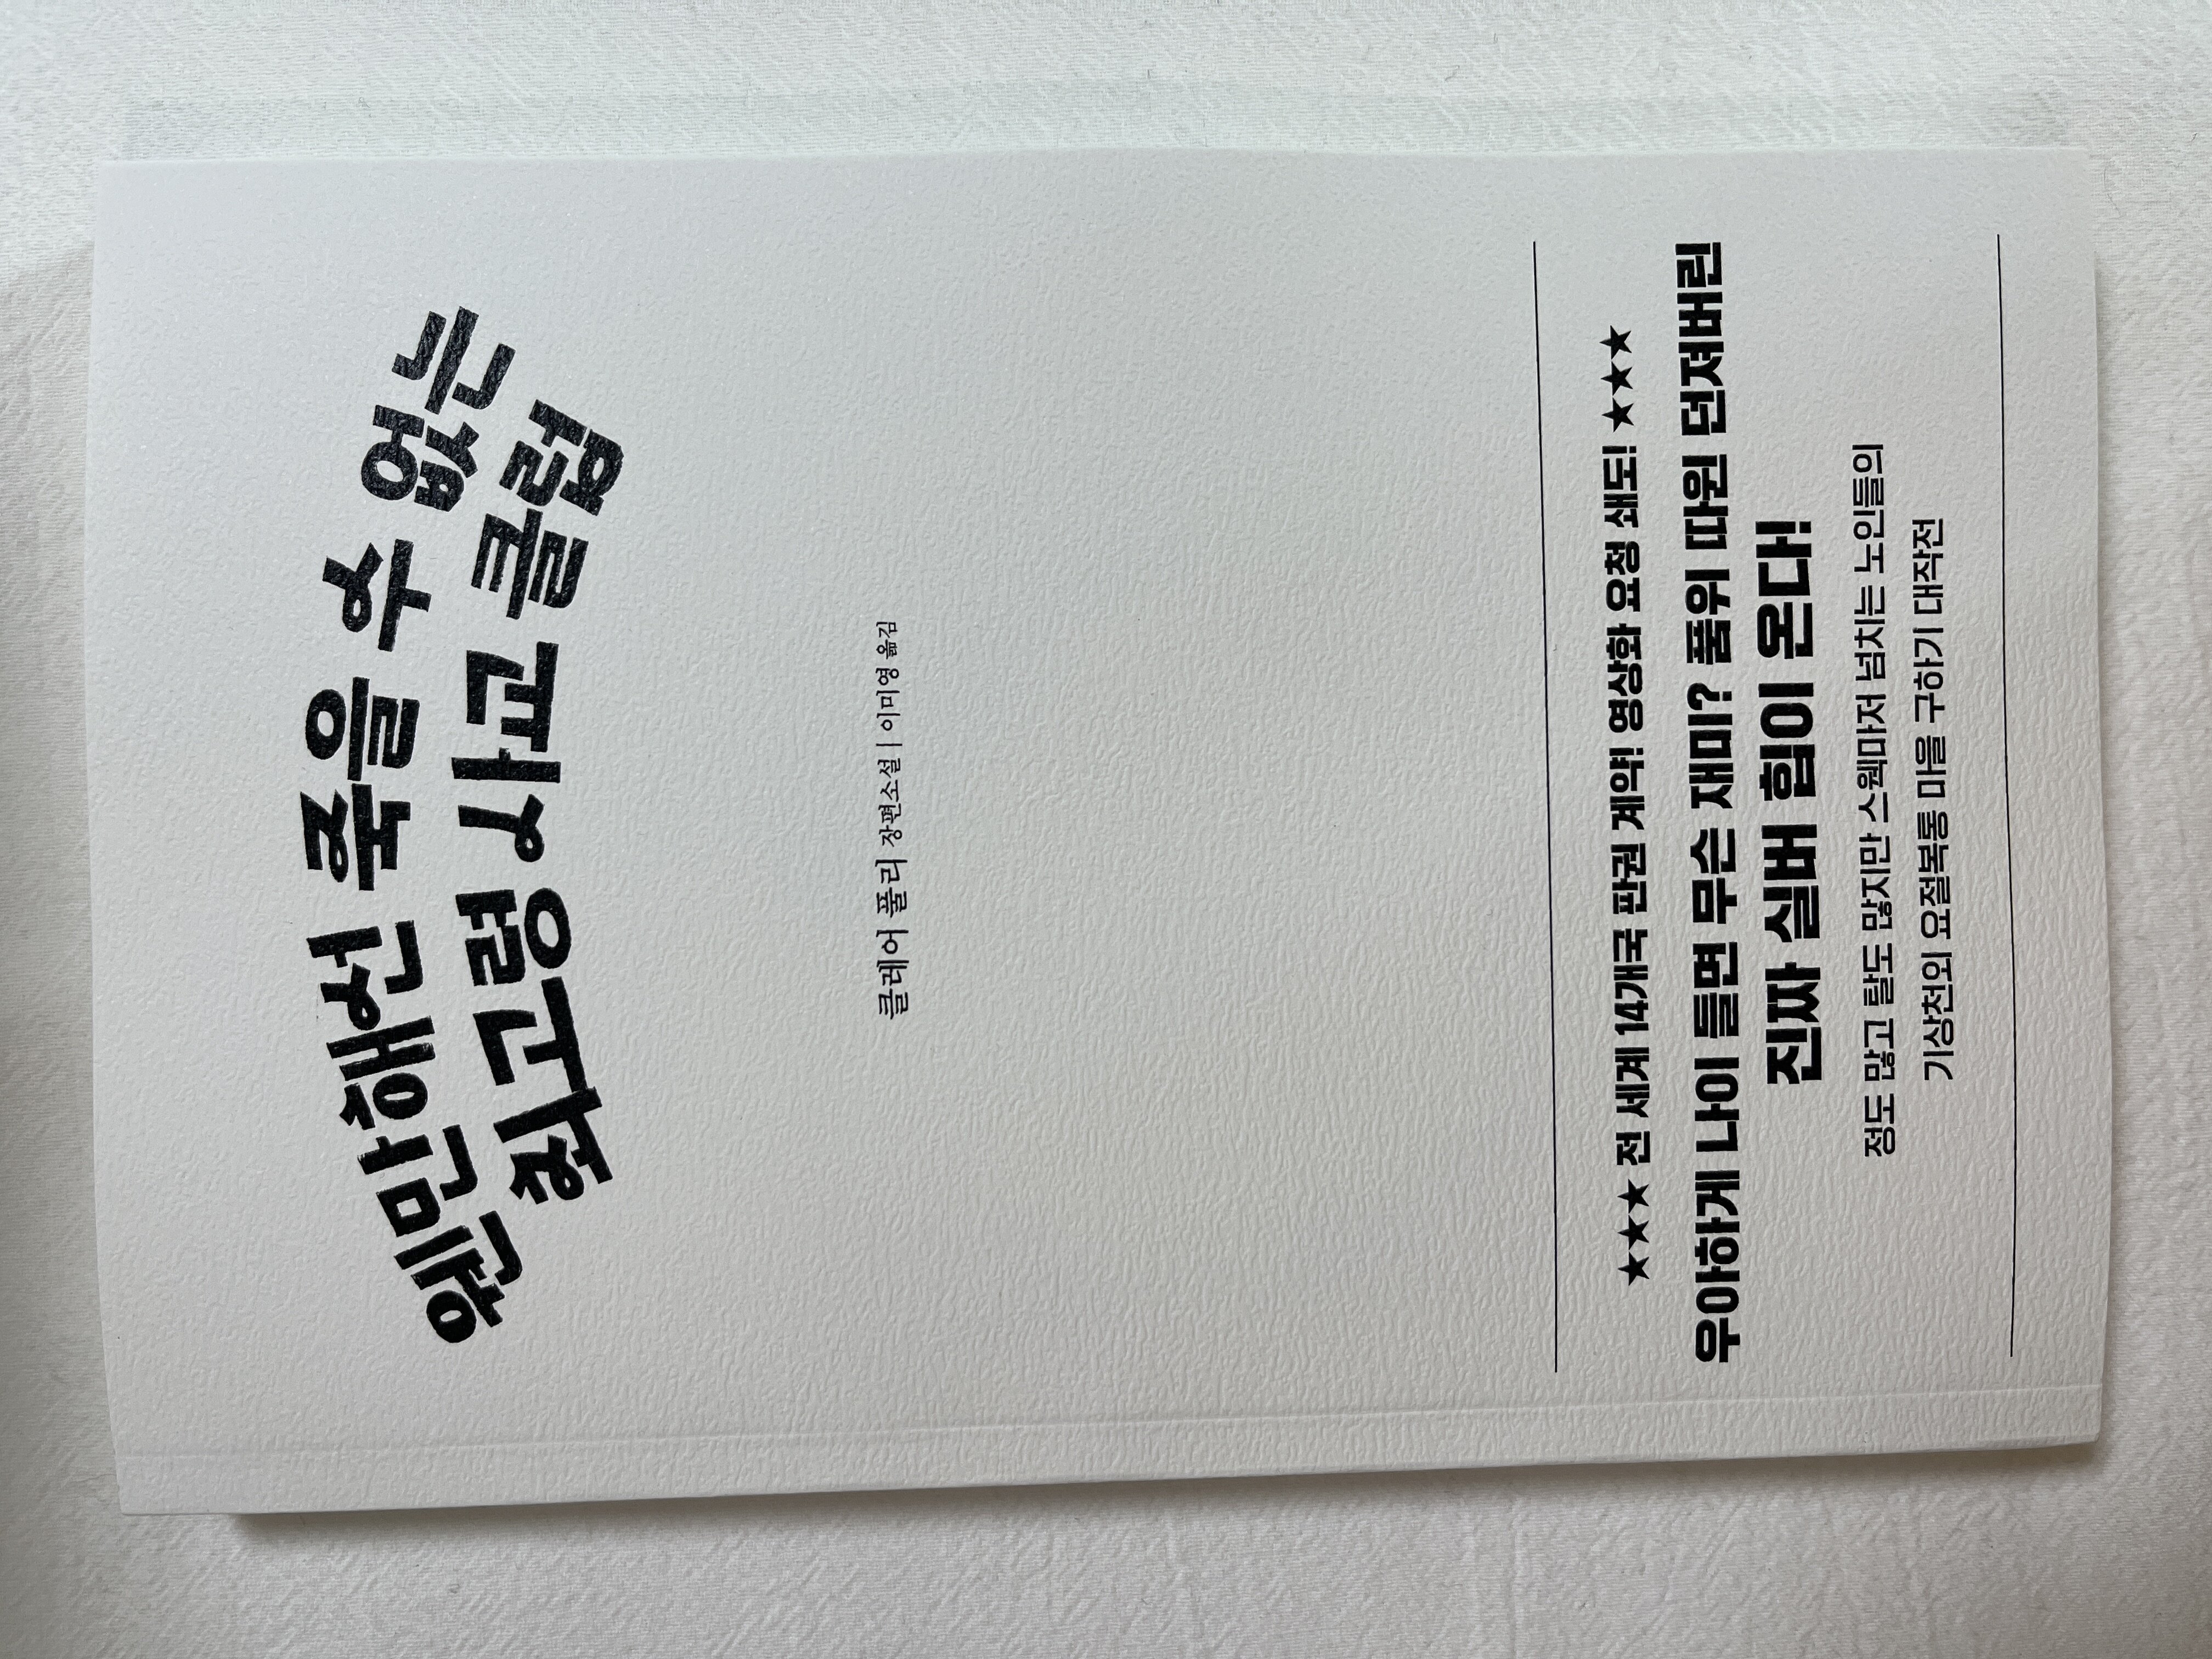 웬만해선 죽을 수 없는
최고령 사교 클럽
클레어 풀리 장편소설 | 이미영 옮김
★★★ 전 세계 14개국 판권 계약! 영상화 요청 쇄도! ★★★
우아하게 나이 들면 무슨 재미? 품위 따윈 던져버린
진짜 실버 힙이 온다!
정도 많고 탈도 많지만 스웩마저 넘치는 노인들의
기상천외 요절복통 마을 구하기 대작전